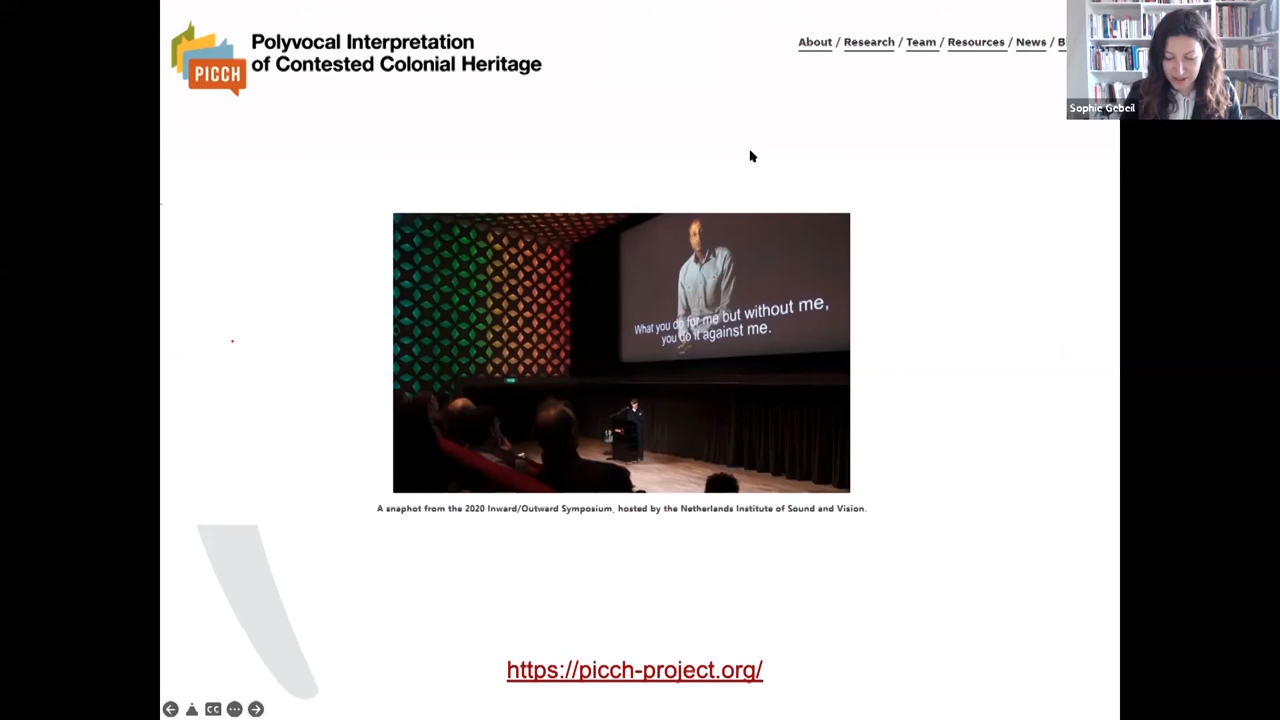 Polyvocal Interpretation
of Contested Colonial Heritage
PICCH
About / Research / Team / Resources / News / B
Sophie Gebeil
What you do for me but without me,
you do it against me.
A snaphot from the 2020 Inward/Outward Symposium, hosted by the Netherlands Institute of Sound and Vision.
https://picch-project.org/
CC